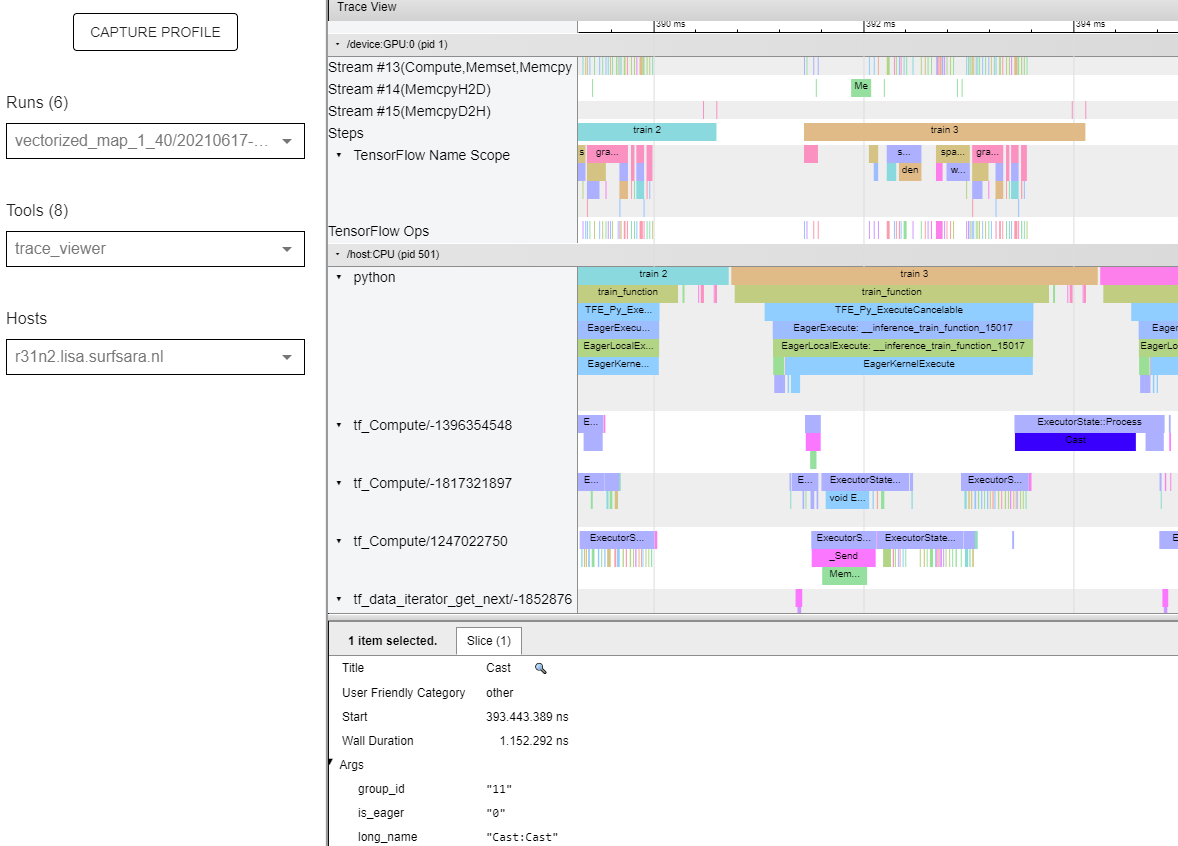 CAPTURE PROFILE
Runs (6)
vectorized_map_1_40/20210617-...
Tools (8)
trace_viewer
Hosts
r31n2.lisa.surfsara.nl
Trace View
390 ms 392 ms 394 ms
/device:GPU:0 (pid 1)
Stream #13(Compute,Memset,Memcpy
Stream #14(MemcpyH2D) Me
Stream #15(MemcpyD2H)
Steps train 2 train 3
TensorFlow Name Scope s gra... s... spa... gra...
den w...
TensorFlow Ops
/host:CPU (pid 501)
python train 2 train 3
train_function train_function
TFE_Py_Exe... TFE_Py_ExecuteCancelable
EagerExecu... EagerExecute: __inference_train_function_15017 Eager
EagerLocalEx... EagerLocalExecute: __inference_train_function_15017 EagerLo
EagerKerne... EagerKernelExecute
tf_Compute/-1396354548 E... ExecutorState::Process
Cast
tf_Compute/-1817321897 E... E... ExecutorState... ExecutorS...
void E...
tf_Compute/1247022750 ExecutorS... ExecutorS... ExecutorState... E
_Send
Mem...
tf_data_iterator_get_next/-1852876
1 item selected. Slice (1)
Title Cast
User Friendly Category other
Start 393.443.389 ns
Wall Duration 1.152.292 ns
Args
group_id "11"
is_eager "0"
long_name "Cast:Cast"